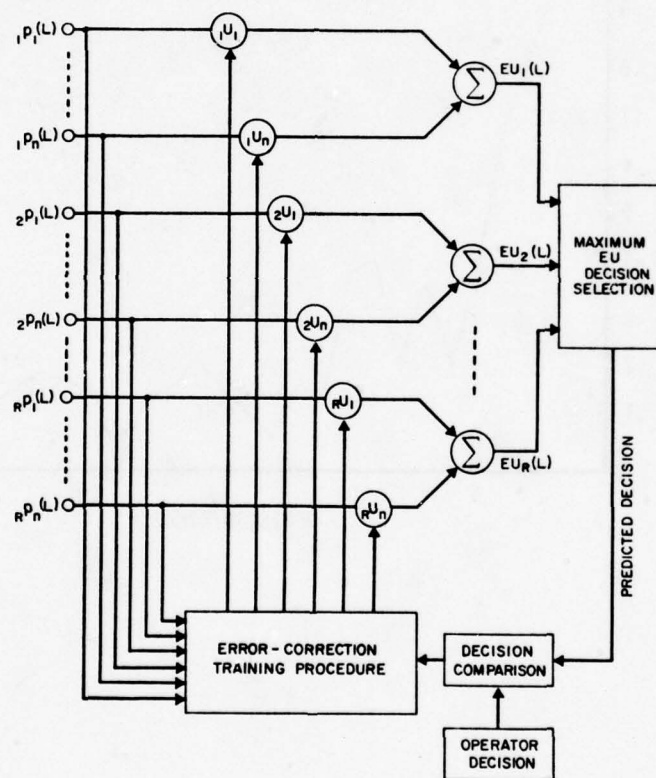 ₁P₁(L)
₁U₁
EU₁(L)
₁Pₙ(L)
₁Uₙ
₂P₁(L)
₂U₁
EU₂(L)
MAXIMUM
EU
DECISION
SELECTION
₂Pₙ(L)
₂Uₙ
ᵣP₁(L)
ᵣU₁
EUᵣ(L)
ᵣPₙ(L)
ᵣUₙ
Σ
Σ
Σ
PREDICTED DECISION
ERROR-CORRECTION
TRAINING PROCEDURE
DECISION
COMPARISON
OPERATOR
DECISION